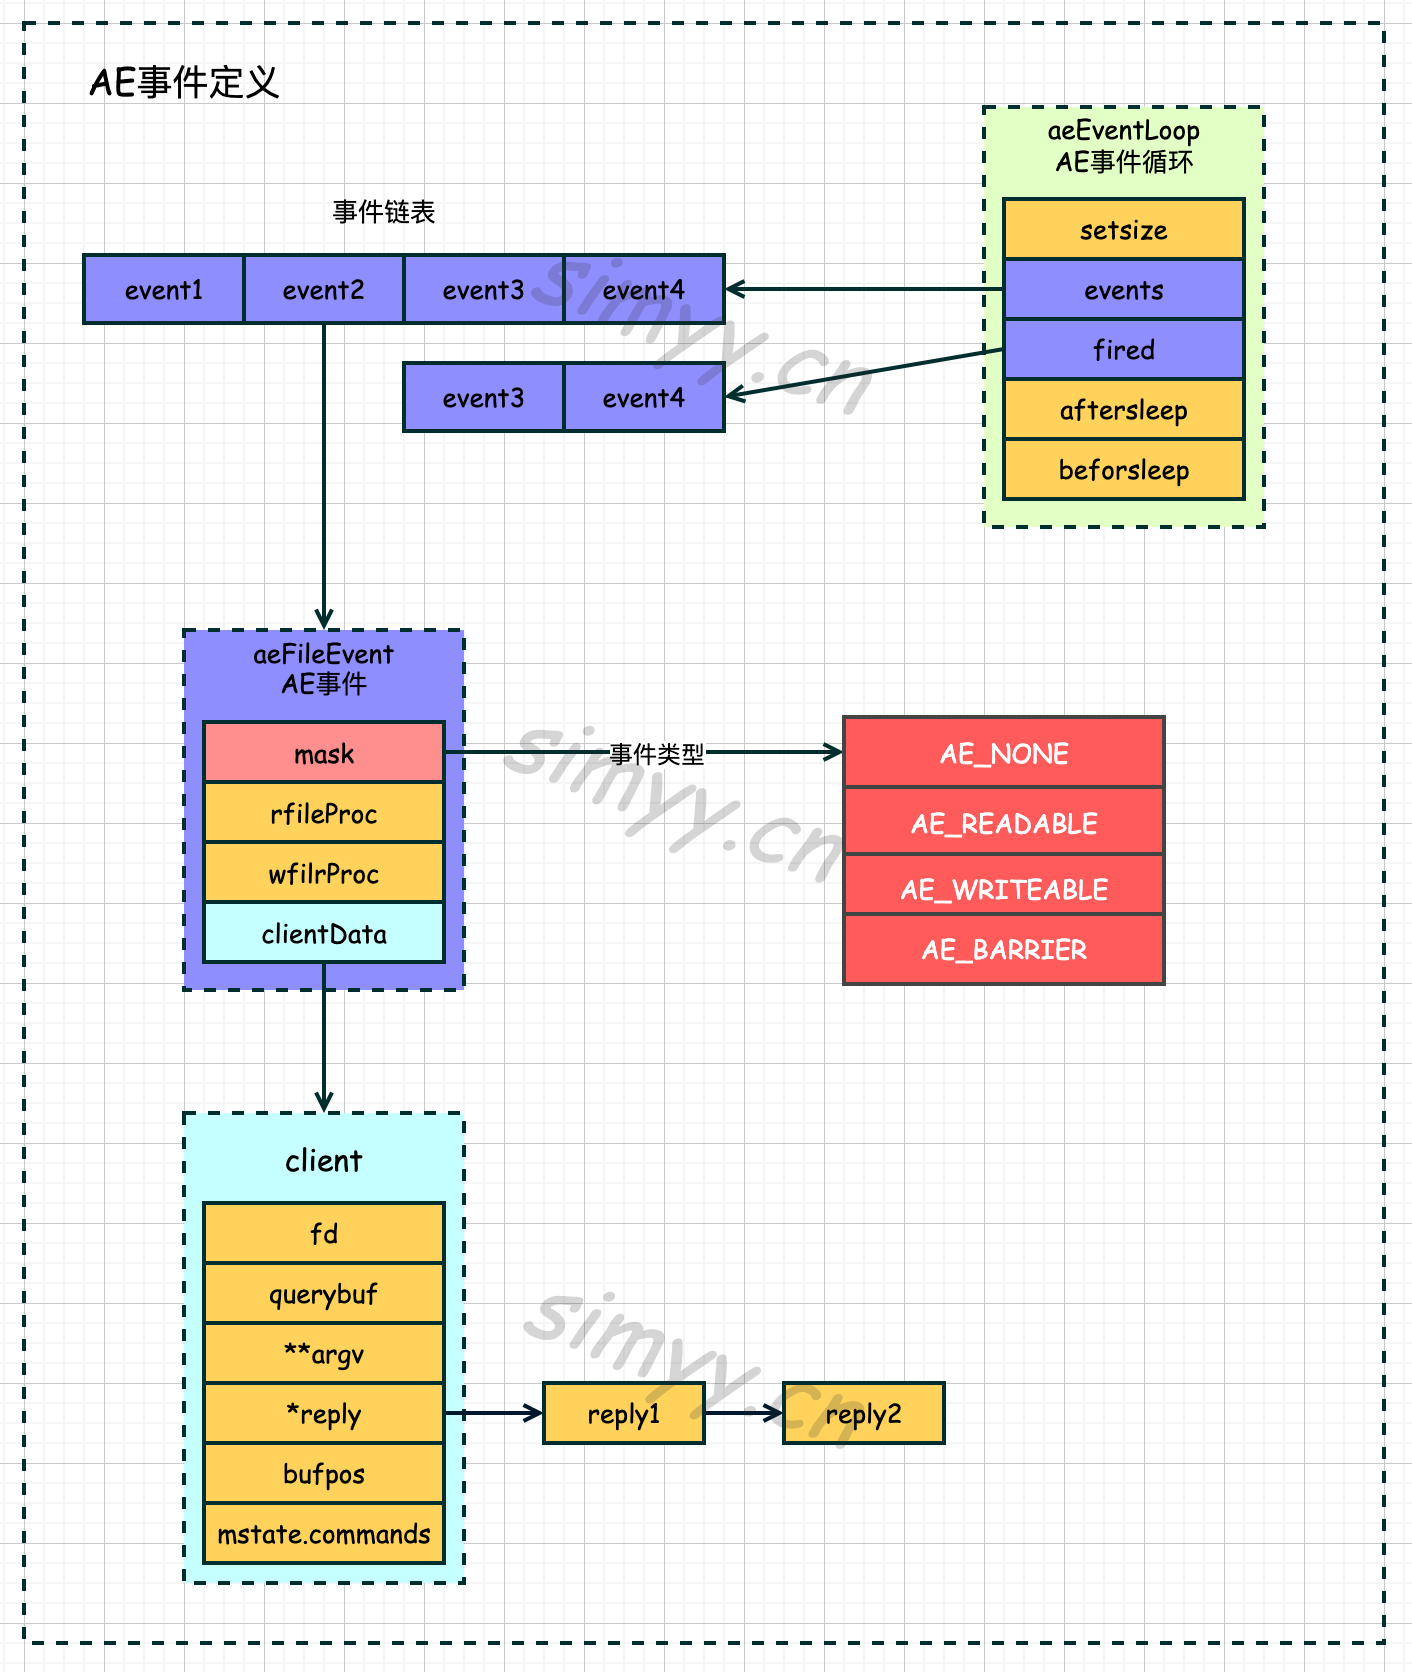 AE事件定义
aeEventLoop
AE事件循环
setsize
events
fired
aftersleep
beforsleep
事件链表
event1
event2
event3
event4
event3
event4
simyy.cn
aeFileEvent
AE事件
mask
rfileProc
wfilrProc
clientData
事件类型
AE_NONE
AE_READABLE
AE_WRITEABLE
AE_BARRIER
simyy.cn
client
fd
querybuf
**argv
*reply
bufpos
mstate.commands
reply1
reply2
simyy.cn